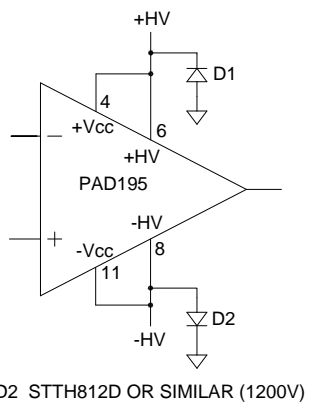 +HV
D1
4
+Vcc
6
+HV
−
PAD195
+
-HV
-Vcc
11
8
D2
-HV
D2 STTH812D OR SIMILAR (1200V)